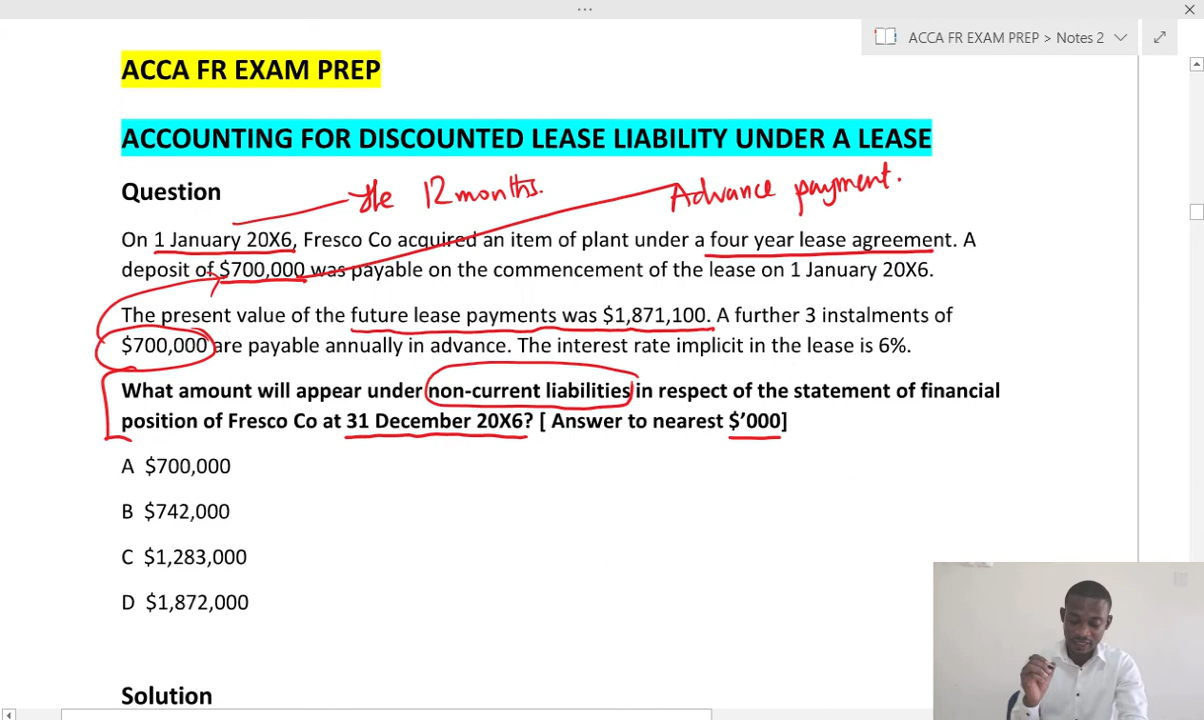 ACCA FR EXAM PREP > Notes 2
ACCA FR EXAM PREP
ACCOUNTING FOR DISCOUNTED LEASE LIABILITY UNDER A LEASE
Question
the 12 months.
Advance payment.
On 1 January 20X6, Fresco Co acquired an item of plant under a four year lease agreement. A
deposit of $700,000 was payable on the commencement of the lease on 1 January 20X6.
The present value of the future lease payments was $1,871,100. A further 3 instalments of
$700,000 are payable annually in advance. The interest rate implicit in the lease is 6%.
What amount will appear under non-current liabilities in respect of the statement of financial
position of Fresco Co at 31 December 20X6? [ Answer to nearest $’000]
A $700,000
B $742,000
C $1,283,000
D $1,872,000
Solution